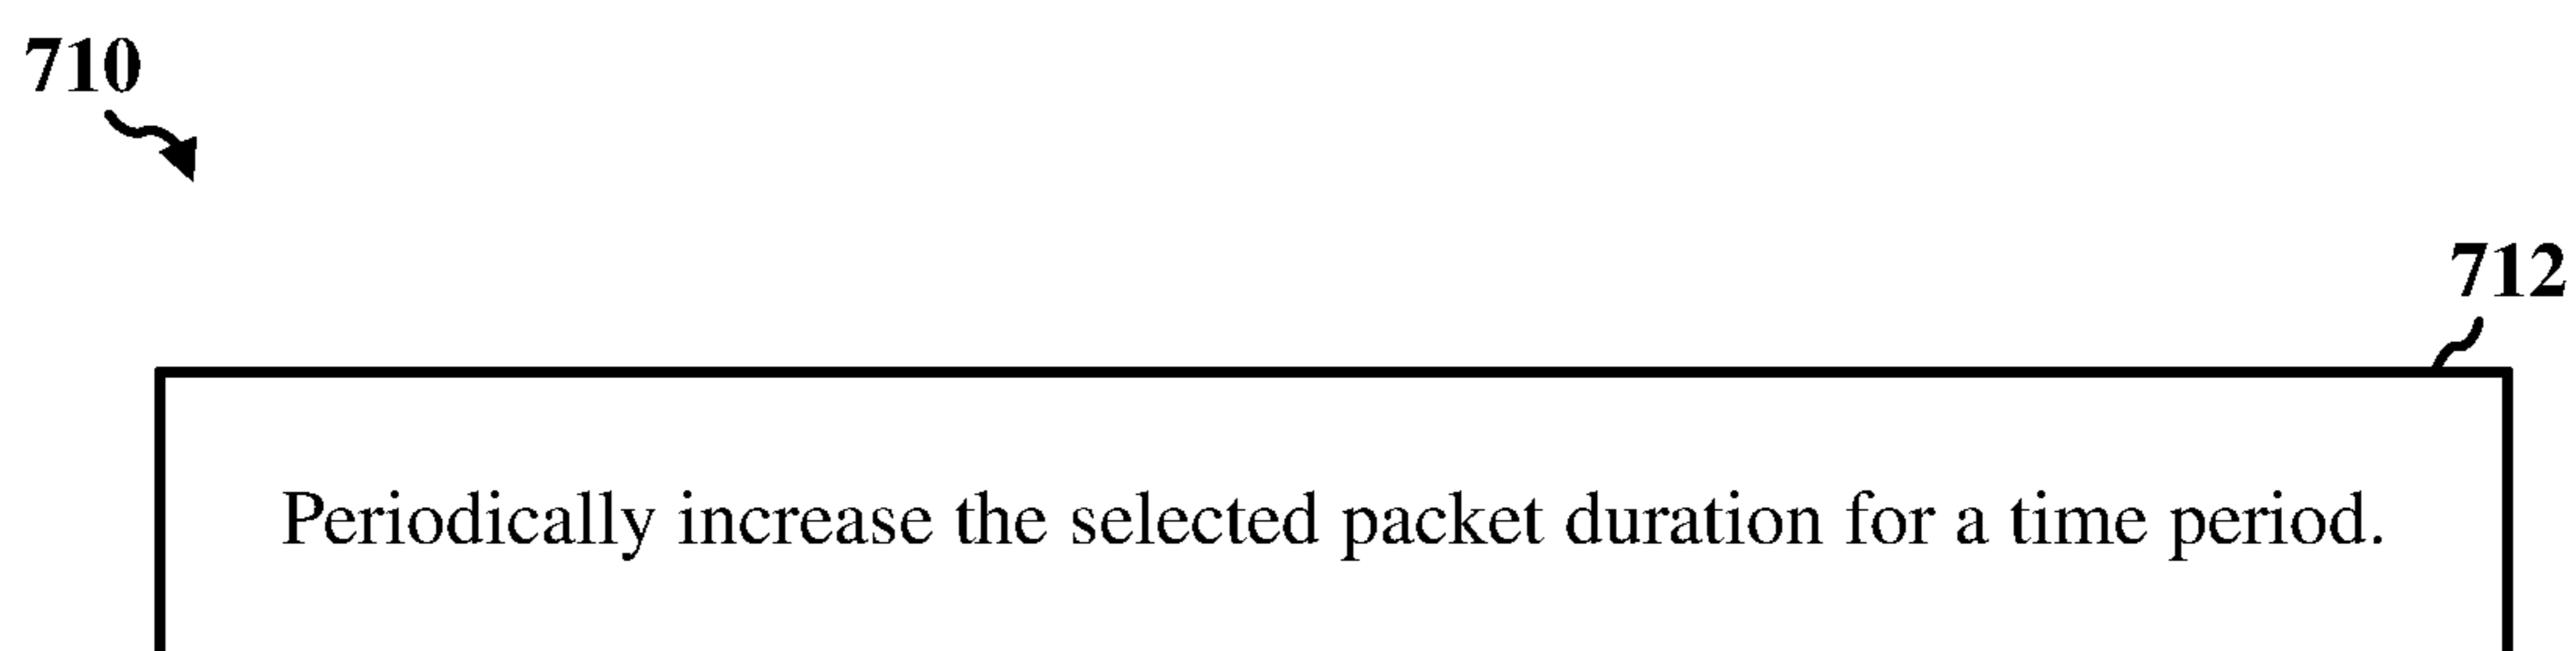 710
712
Periodically increase the selected packet duration for a time period.